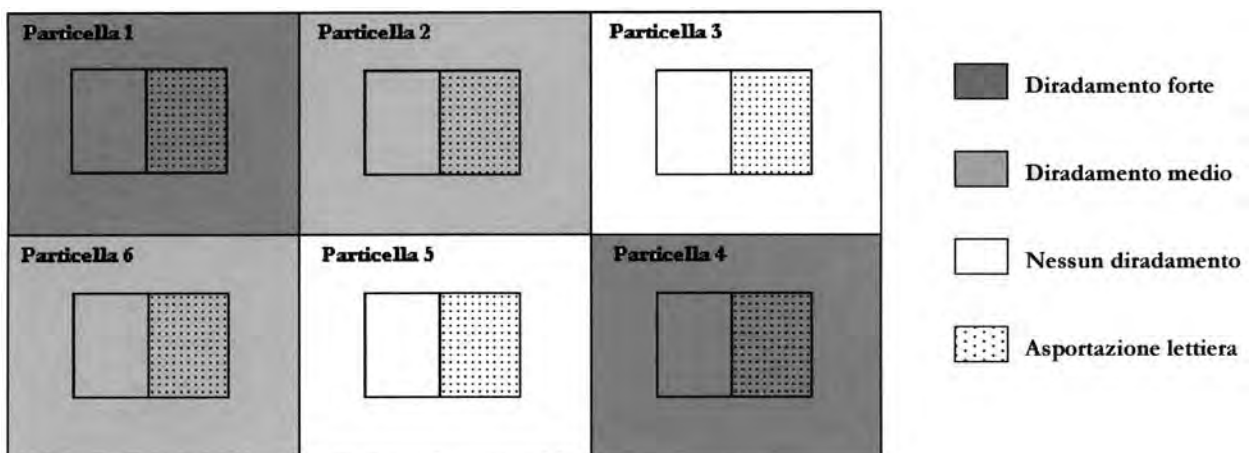 Particella 1
Particella 2
Particella 3
Particella 6
Particella 5
Particella 4
Diradamento forte
Diradamento medio
Nessun diradamento
Asportazione lettiera